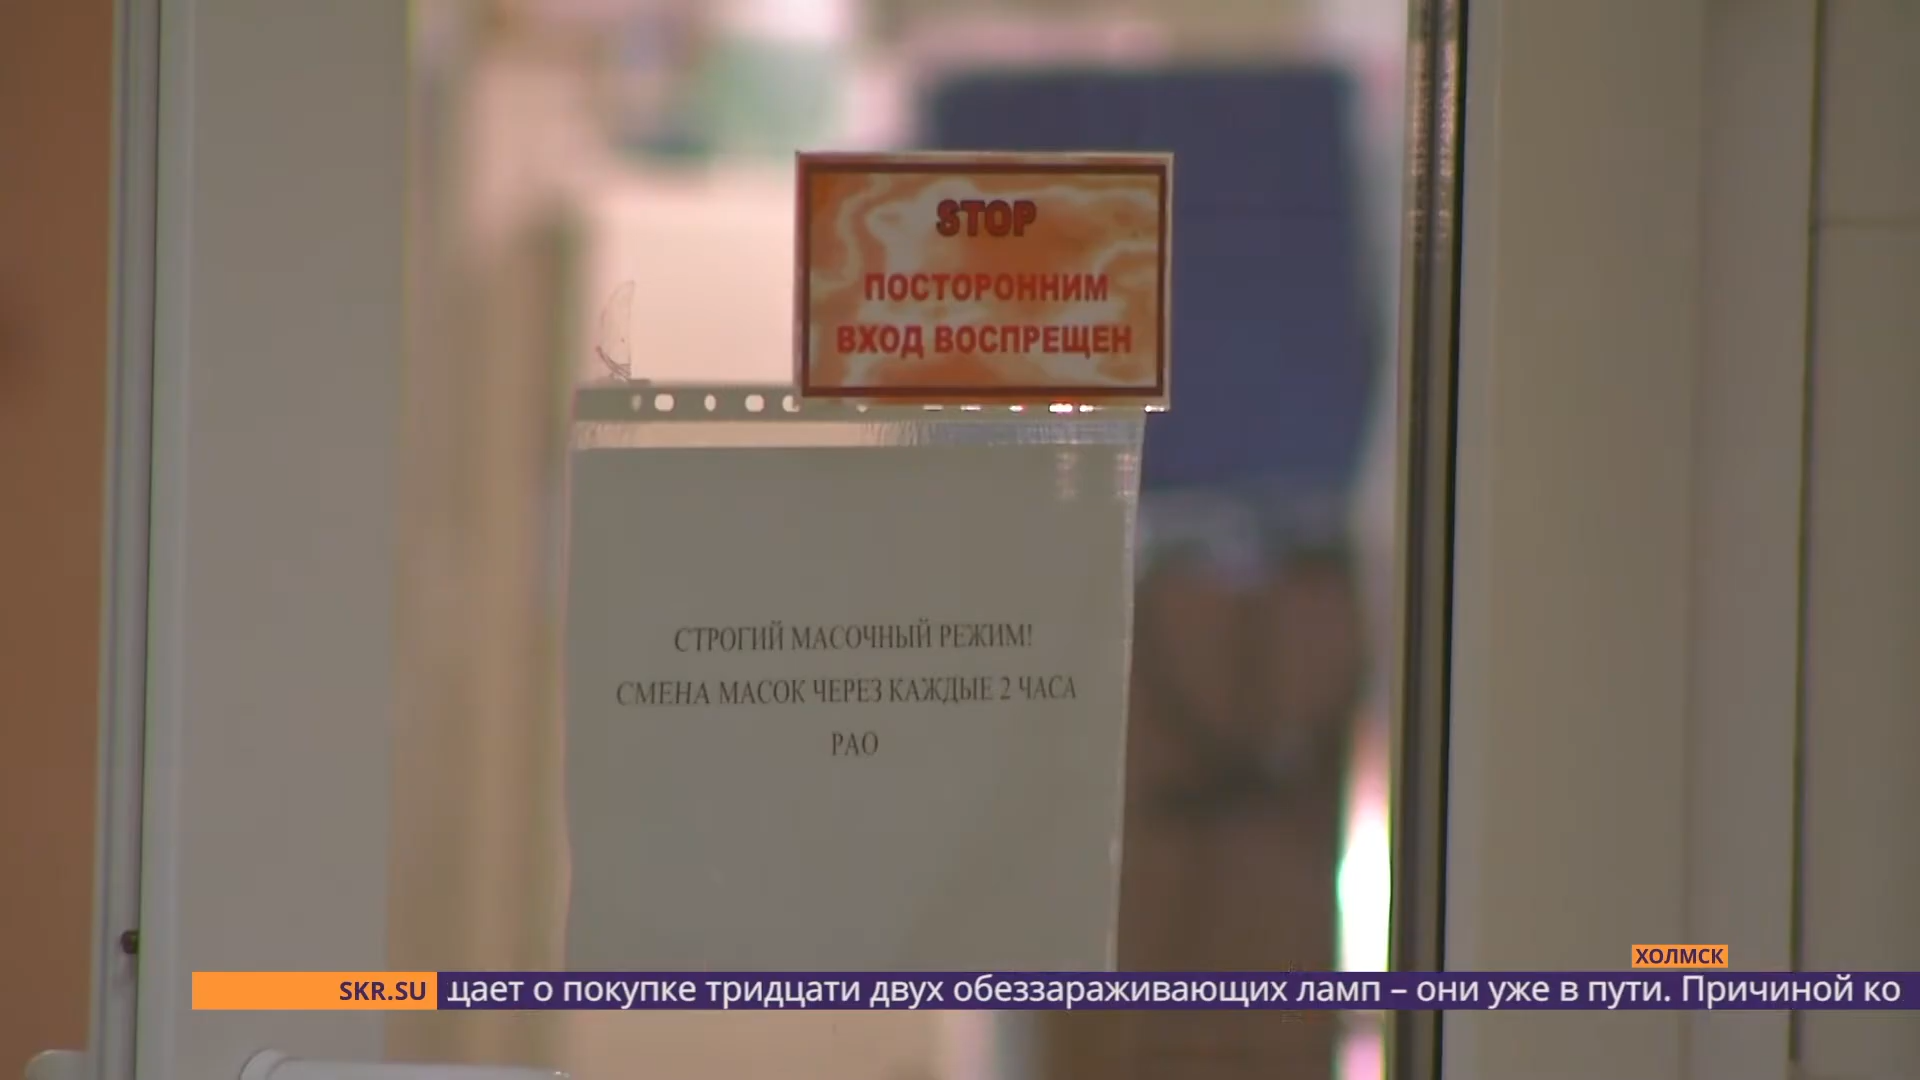 STOP
ПОСТОРОННИМ
ВХОД ВОСПРЕЩЕН
СТРОГИЙ МАСОЧНЫЙ РЕЖИМ!
СМЕНА МАСОК ЧЕРЕЗ КАЖДЫЕ 2 ЧАСА
РАО
ХОЛМСК
SKR.SU щает о покупке тридцати двух обеззараживающих ламп – они уже в пути. Причиной ко